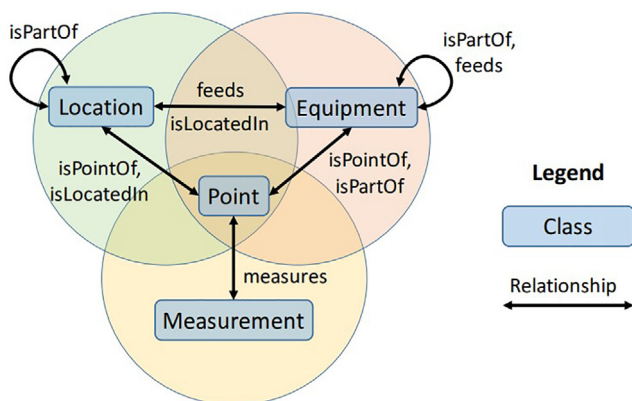 isPartOf
isPartOf,
feeds
Location
feeds
isLocatedIn
Equipment
isPointOf,
isLocatedIn
isPointOf,
isPartOf
Point
measures
Measurement
Legend
Class
Relationship